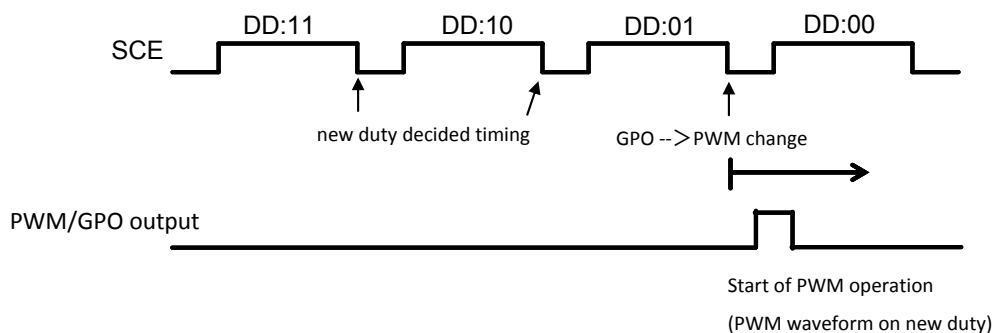 DD:11 DD:10 DD:01 DD:00
SCE
new duty decided timing
GPO -->PWM change
PWM/GPO output
Start of PWM operation
(PWM waveform on new duty)